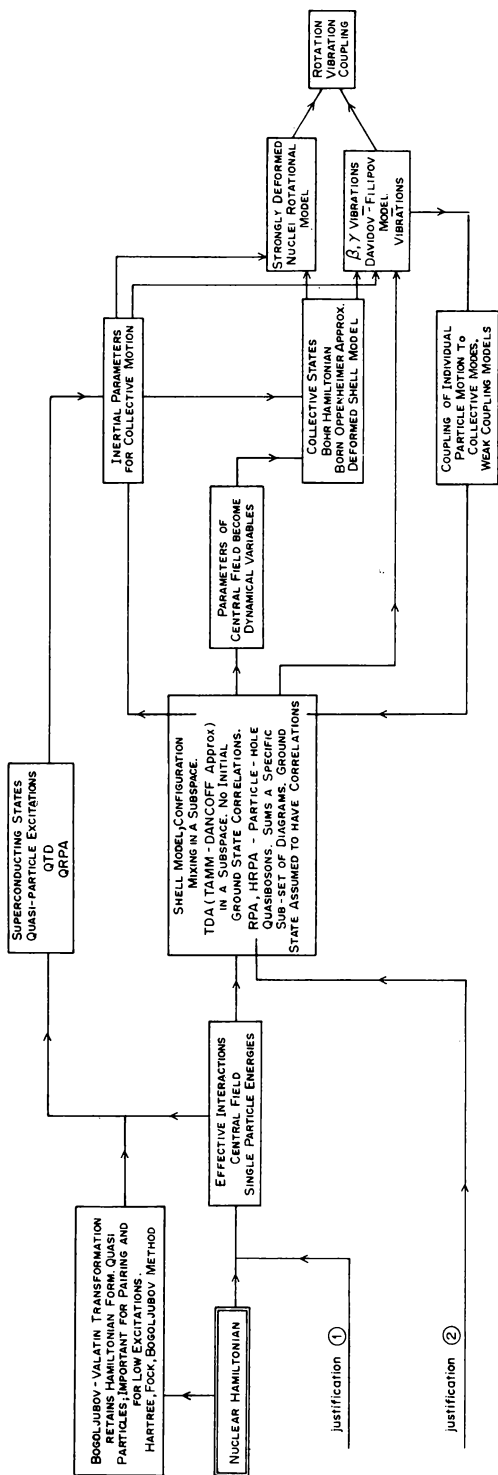 BOGOLJUBOV - VALATIN TRANSFORMATION
RETAINS HAMILTONIAN FORM. QUASI
PARTICLES; IMPORTANT FOR PAIRING AND
FOR LOW EXCITATIONS.
HARTREE, FOCK, BOGOLJUBOV METHOD
NUCLEAR HAMILTONIAN
justification 1
justification 2
EFFECTIVE INTERACTIONS
CENTRAL FIELD
SINGLE PARTICLE ENERGIES
SUPERCONDUCTING STATES
QUASI-PARTICLE EXCITATIONS
QTD
QRPA
SHELL MODEL, CONFIGURATION
MIXING IN A SUBSPACE.
TDA (TAMM - DANCOFF Approx)
IN A SUBSPACE. NO INITIAL
GROUND STATE CORRELATIONS.
RPA, HRPA - PARTICLE - HOLE
QUASIBOSONS. SUMS A SPECIFIC
SUB - SET OF DIAGRAMS. GROUND
STATE ASSUMED TO HAVE CORRELATIONS
PARAMETERS OF
CENTRAL FIELD BECOME
DYNAMICAL VARIABLES
INERTIAL PARAMETERS
FOR COLLECTIVE MOTION
COLLECTIVE STATES
BOHR HAMILTONIAN
BORN OPPENHEIMER APPROX.
DEFORMED SHELL MODEL
COUPLING OF INDIVIDUAL
PARTICLE MOTION TO
COLLECTIVE MODES,
WEAK COUPLING MODELS
STRONGLY DEFORMED
NUCLEI ROTATIONAL
MODEL
β, γ VIBRATIONS
DAVIDOV - FILIPOV
MODEL
VIBRATIONS
ROTATION
VIBRATION
COUPLING